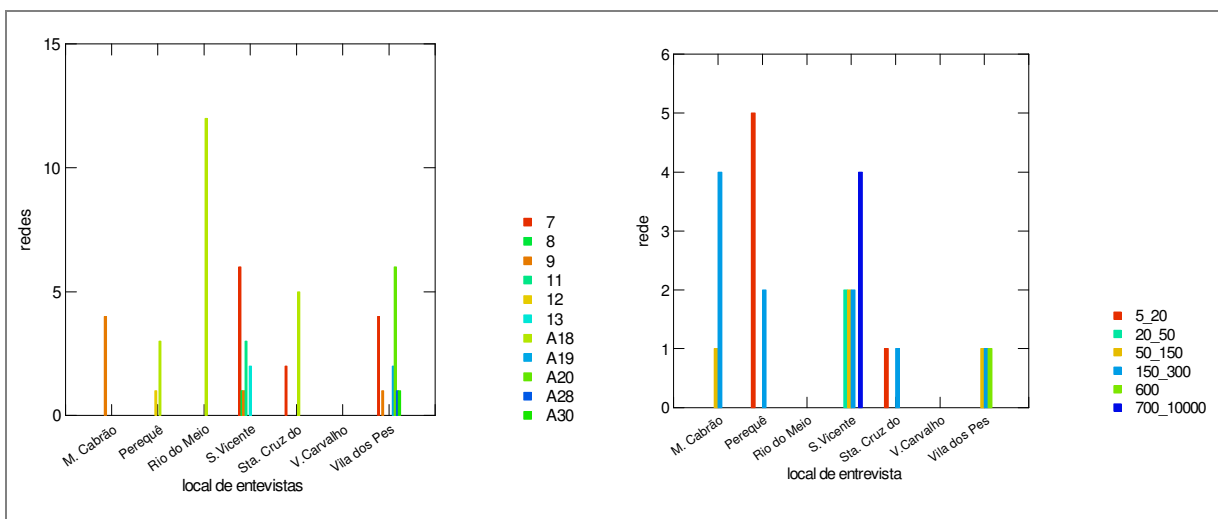 15
10
5
0
redes
M. Cabrão
Perequê
Rio do Meio
S. Vicente
Sta. Cruz do
V. Carvalho
Vila dos Pes
local de entevistas
7
8
9
11
12
13
A18
A19
A20
A28
A30
6
5
4
3
2
1
0
rede
M. Cabrão
Perequê
Rio do Meio
S. Vicente
Sta. Cruz do
V. Carvalho
Vila dos Pes
local de entrevista
5_20
20_50
50_150
150_300
600
700_10000